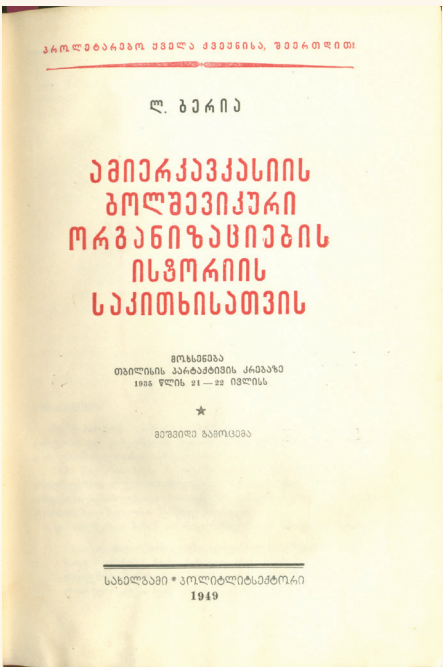 პროლეტარებო ყველა ქვეყნისა, შეერთდით!
ლ. ბერია
ამიერკავკასიის
ბოლშევიკური
ორგანიზაციების
ისტორიის
საკითხისათვის
მოხსენება
თბილისის პარტაქტივის კრებაზე
1935 წლის 21—22 ივლისს
★
მეშვიდე გამოცემა
სახელგამი * პოლიტლიტსექტორი
1949